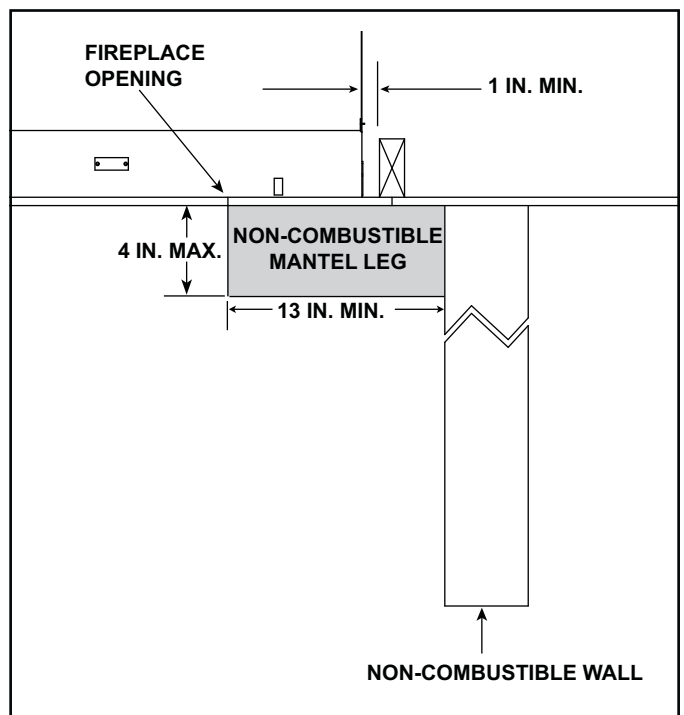 FIREPLACE
OPENING
1 IN. MIN.
4 IN. MAX.
NON-COMBUSTIBLE
MANTEL LEG
13 IN. MIN.
NON-COMBUSTIBLE WALL